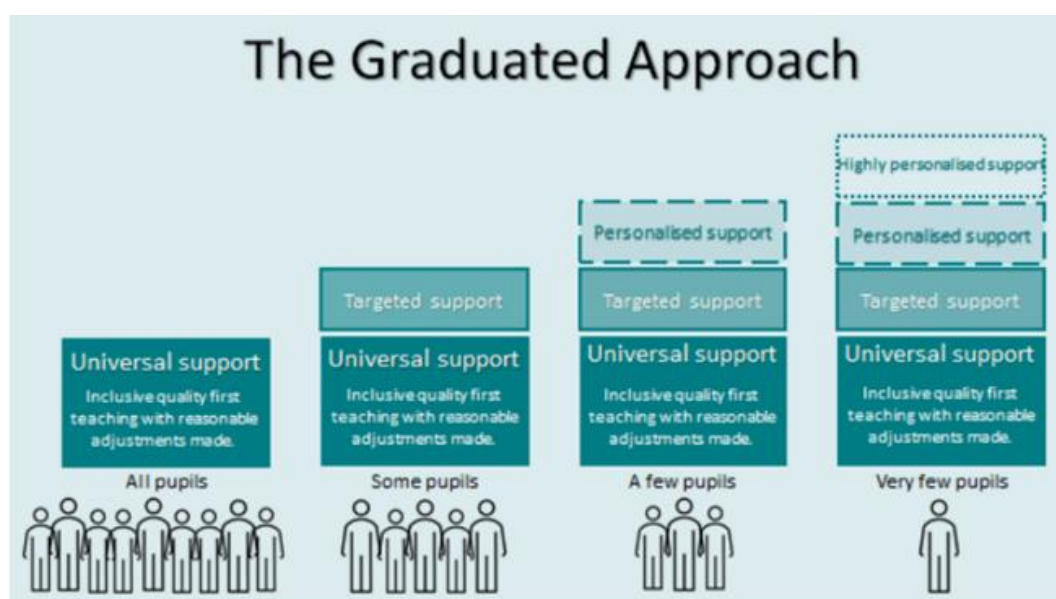 The Graduated Approach
Highly personalised support
Personalised support
Personalised support
Targeted support
Targeted support
Targeted support
Universal support
Inclusive quality first
teaching with reasonable
adjustments made.
All pupils
Universal support
Inclusive quality first
teaching with reasonable
adjustments made.
Some pupils
Universal support
Inclusive quality first
teaching with reasonable
adjustments made.
A few pupils
Universal support
Inclusive quality first
teaching with reasonable
adjustments made.
Very few pupils